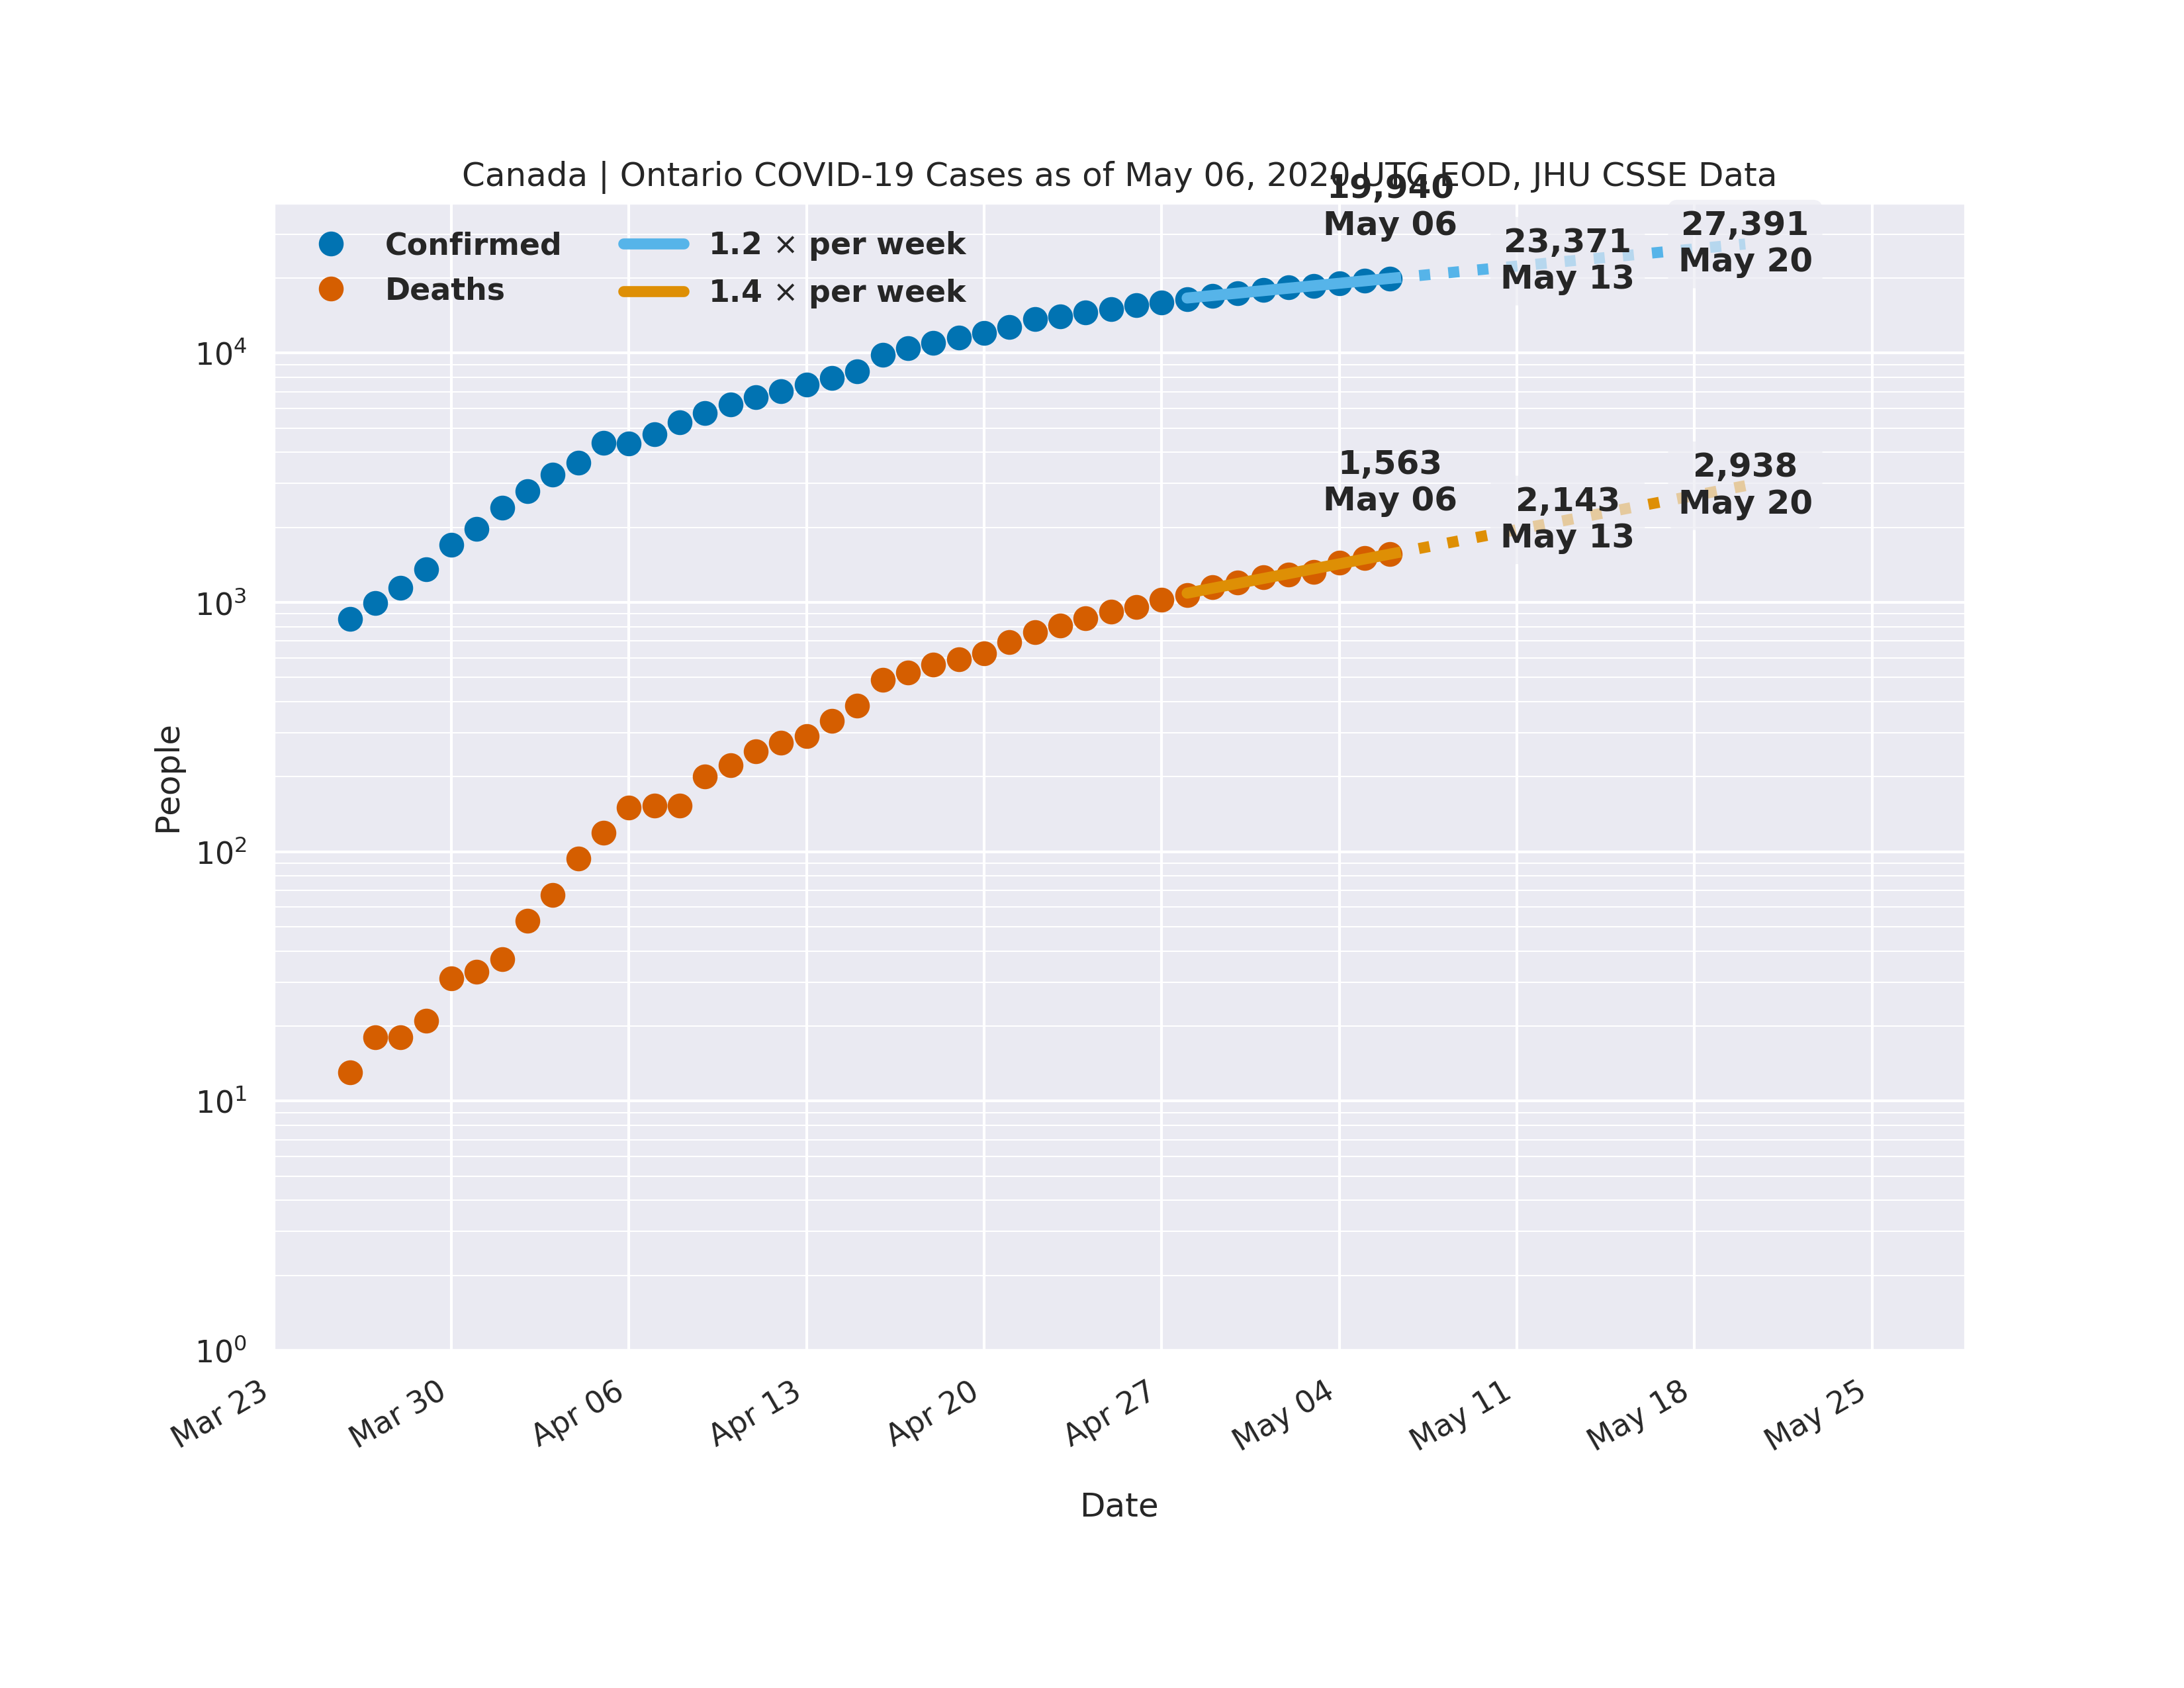 Canada | Ontario COVID-19 Cases as of May 06, 2020 UTC EOD, JHU CSSE Data
19,940
May 06
23,371
May 13
27,391
May 20
Confirmed
Deaths
1.2 × per week
1.4 × per week
1,563
May 06
2,143
May 13
2,938
May 20
People
10⁴
10³
10²
10¹
10⁰
Mar 23
Mar 30
Apr 06
Apr 13
Apr 20
Apr 27
May 04
May 11
May 18
May 25
Date